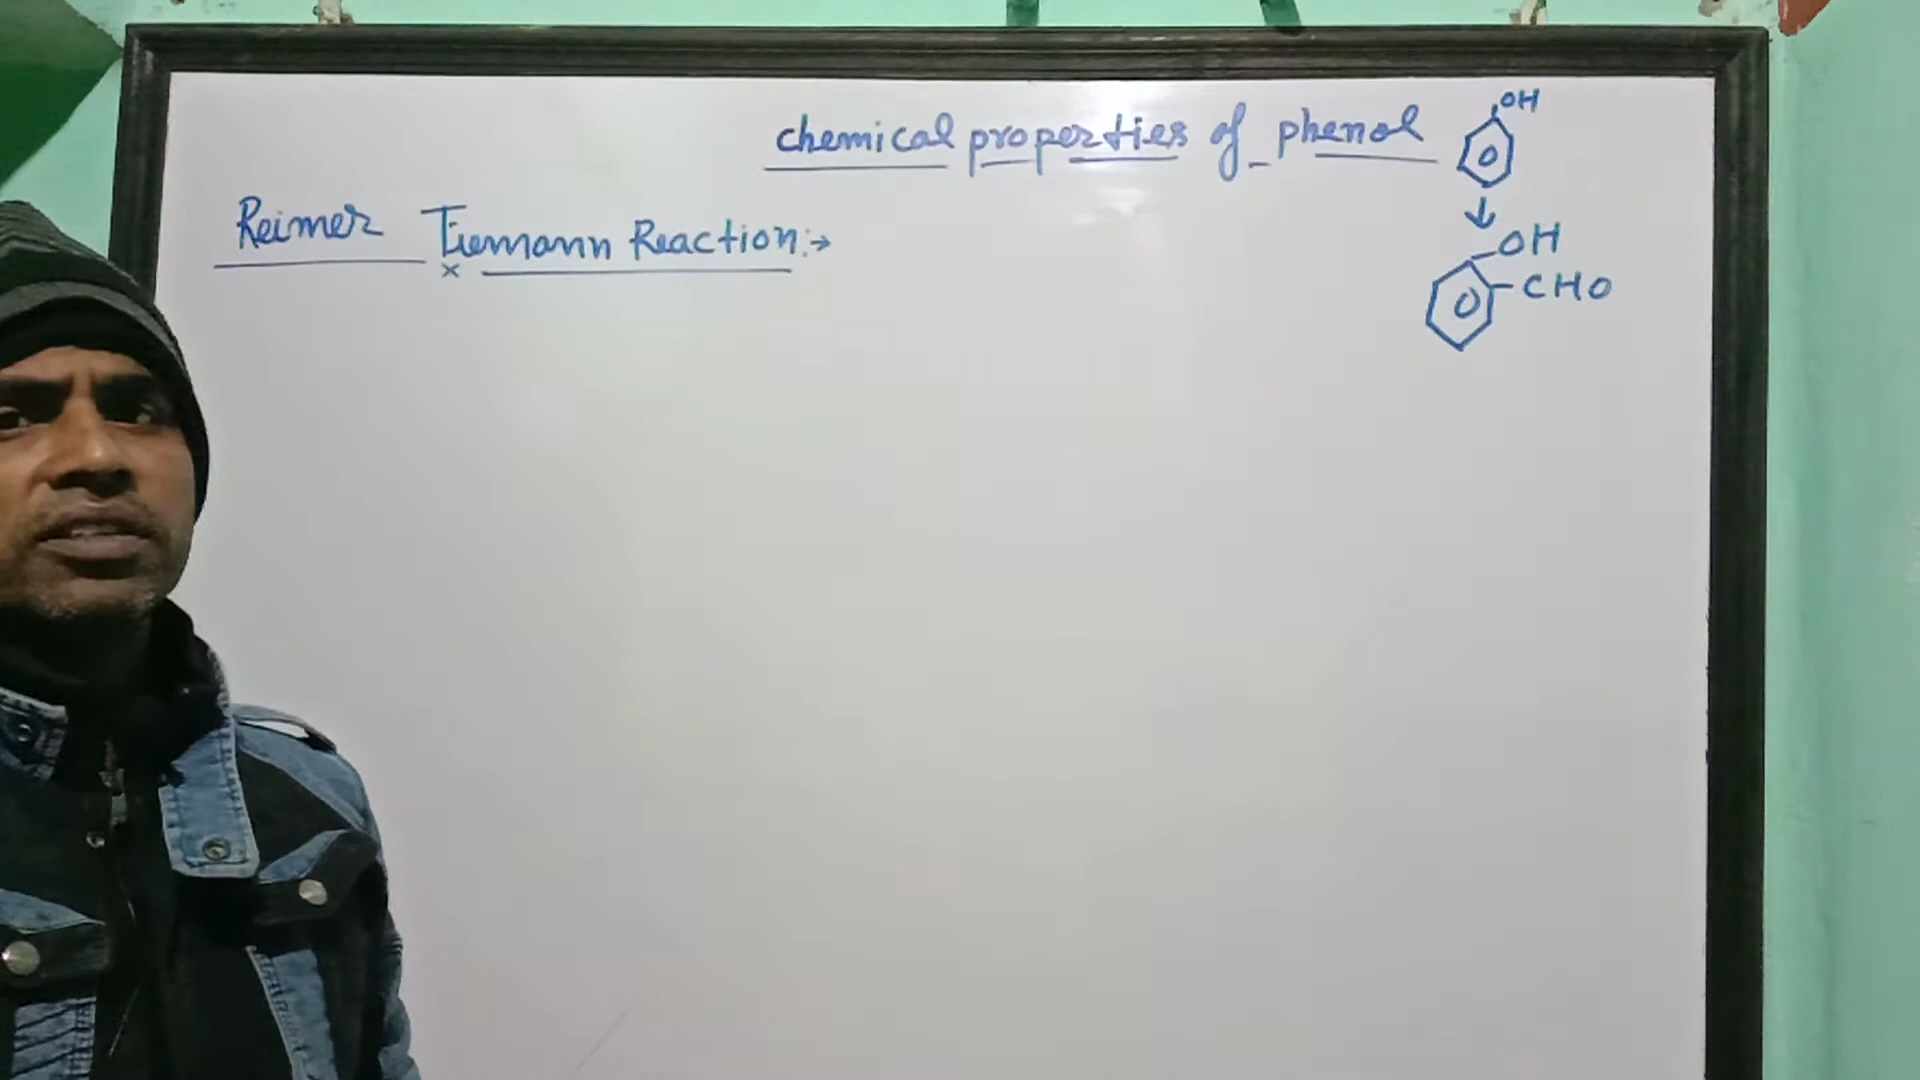 chemical properties of phenol
OH
Reimer Tiemann Reaction:→
×
↓
OH
CHO